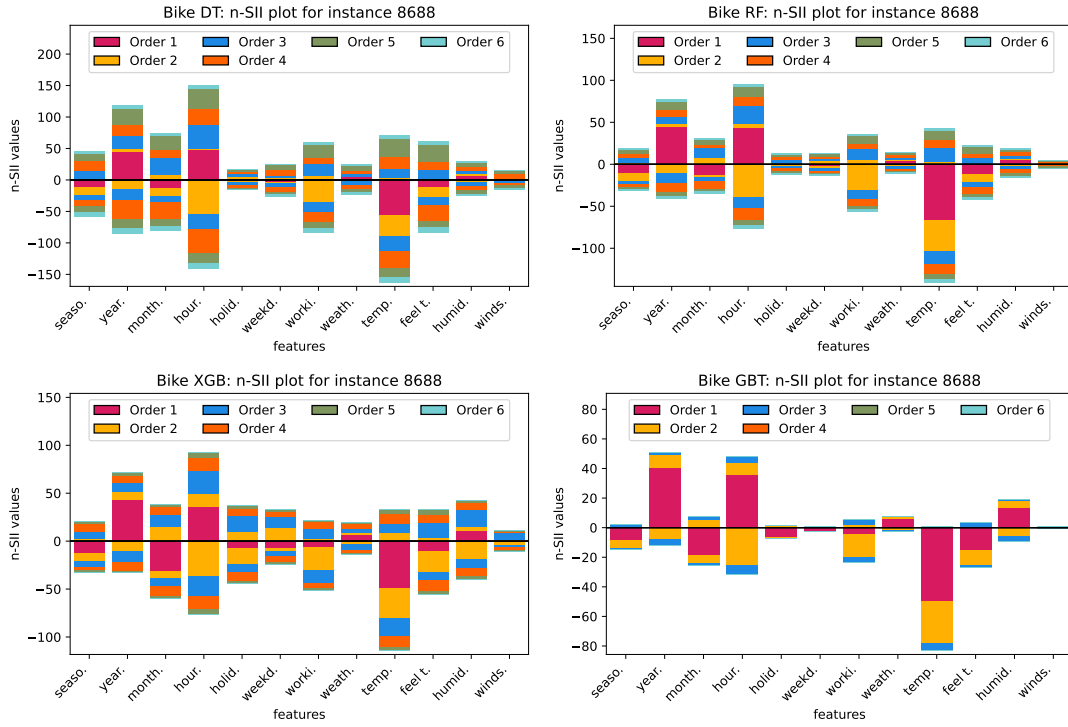 Bike DT: n-SII plot for instance 8688
Order 1 Order 3 Order 5 Order 6
Order 2 Order 4
n-SII values
200
150
100
50
0
−50
−100
−150
seaso. year. month. hour. holid. weekd. worki. weath. temp. feel t. humid. winds.
features
Bike RF: n-SII plot for instance 8688
Order 1 Order 3 Order 5 Order 6
Order 2 Order 4
n-SII values
150
100
50
0
−50
−100
seaso. year. month. hour. holid. weekd. worki. weath. temp. feel t. humid. winds.
features
Bike XGB: n-SII plot for instance 8688
Order 1 Order 3 Order 5 Order 6
Order 2 Order 4
n-SII values
150
100
50
0
−50
−100
seaso. year. month. hour. holid. weekd. worki. weath. temp. feel t. humid. winds.
features
Bike GBT: n-SII plot for instance 8688
Order 1 Order 3 Order 5 Order 6
Order 2 Order 4
n-SII values
80
60
40
20
0
−20
−40
−60
−80
seaso. year. month. hour. holid. weekd. worki. weath. temp. feel t. humid. winds.
features